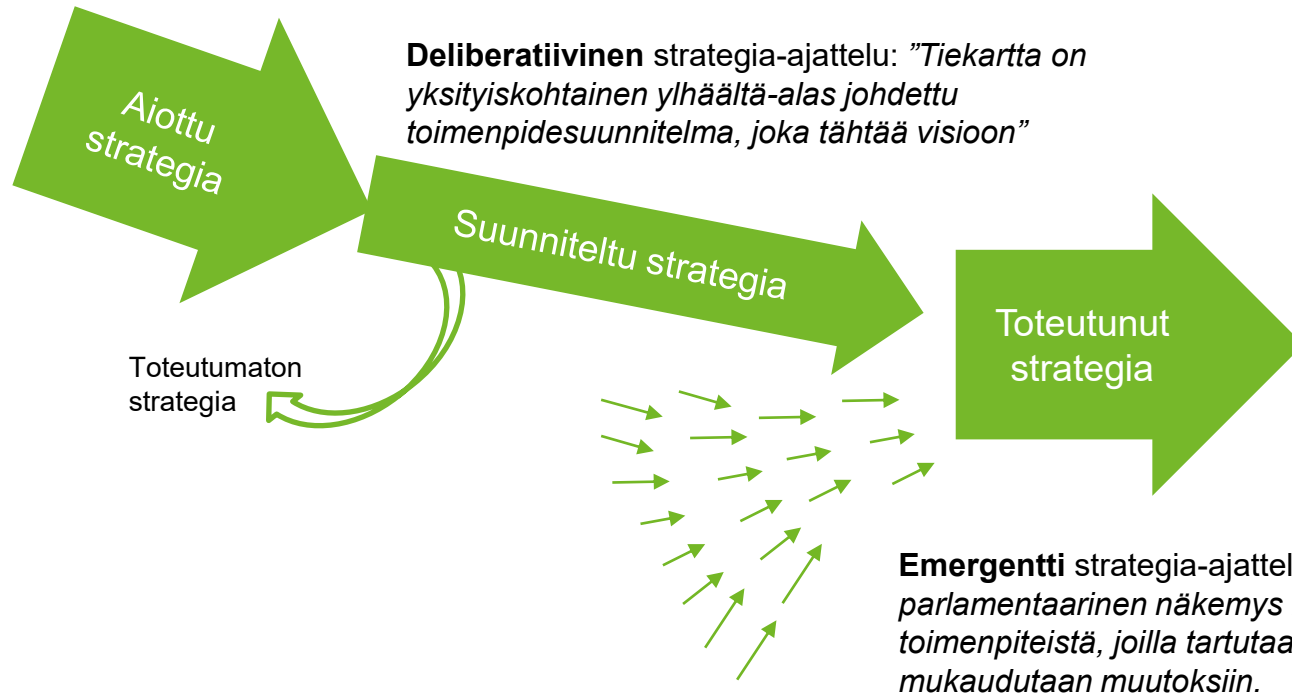 Deliberatiivinen strategia-ajattelu: ”Tiekartta on
yksityiskohtainen ylhäältä-alas johdettu
toimenpidesuunnitelma, joka tähtää visioon”
Aiottu
strategia
Suunniteltu strategia
Toteutunut
strategia
Toteutumaton
strategia
Emergentti strategia-ajattel
parlamentaarinen näkemys
toimenpiteistä, joilla tartutaa
mukaudutaan muutoksiin.